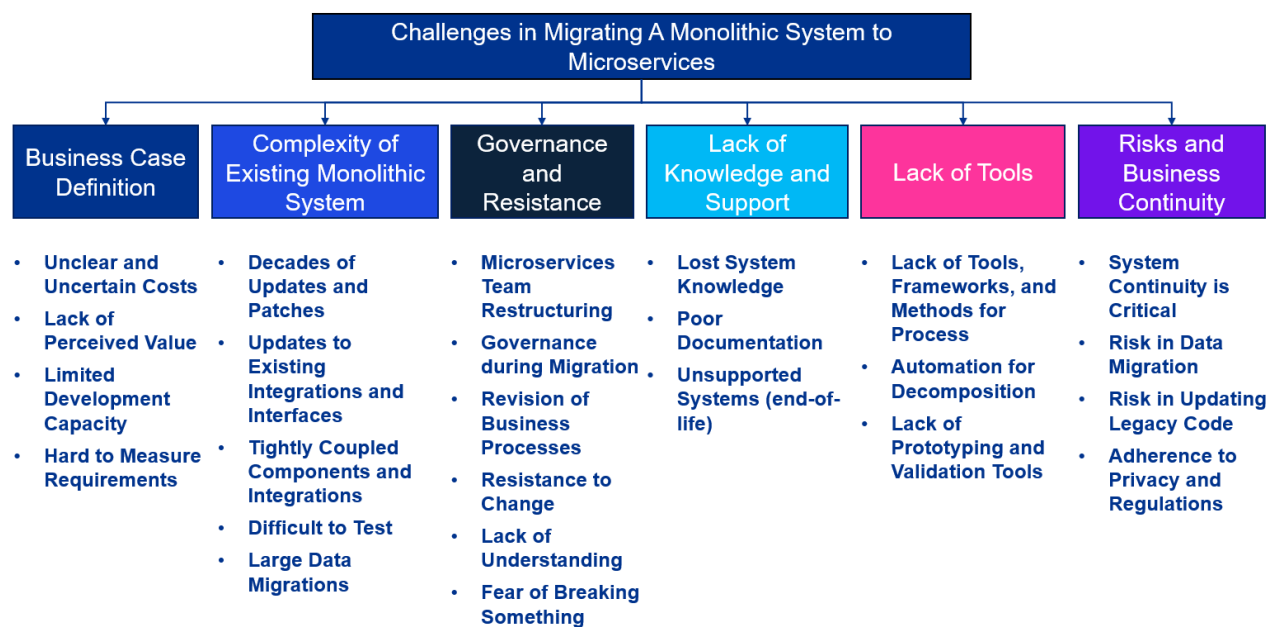 Challenges in Migrating A Monolithic System to
Microservices
Business Case
Definition
• Unclear and
Uncertain Costs
• Lack of
Perceived Value
• Limited
Development
Capacity
• Hard to Measure
Requirements
Complexity of
Existing Monolithic
System
• Decades of
Updates and
Patches
• Updates to
Existing
Integrations and
Interfaces
• Tightly Coupled
Components and
Integrations
• Difficult to Test
• Large Data
Migrations
Governance
and
Resistance
• Microservices
Team
Restructuring
• Governance
during Migration
• Revision of
Business
Processes
• Resistance to
Change
• Lack of
Understanding
• Fear of Breaking
Something
Lack of
Knowledge and
Support
• Lost System
Knowledge
• Poor
Documentation
• Unsupported
Systems (end-of-
life)
Lack of Tools
• Lack of Tools,
Frameworks, and
Methods for
Process
• Automation for
Decomposition
• Lack of
Prototyping and
Validation Tools
Risks and
Business
Continuity
• System
Continuity is
Critical
• Risk in Data
Migration
• Risk in Updating
Legacy Code
• Adherence to
Privacy and
Regulations